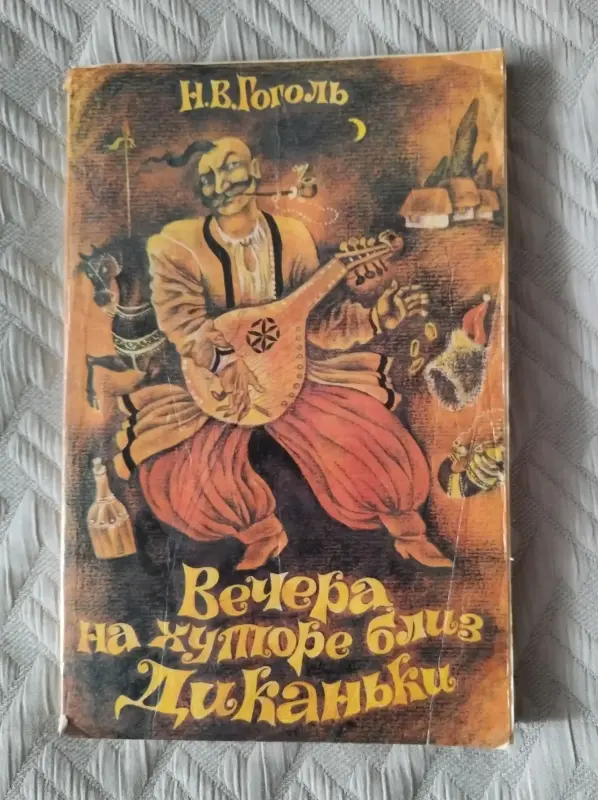 Н.В.Гоголь
Вечера
на хуторе близ
Диканьки